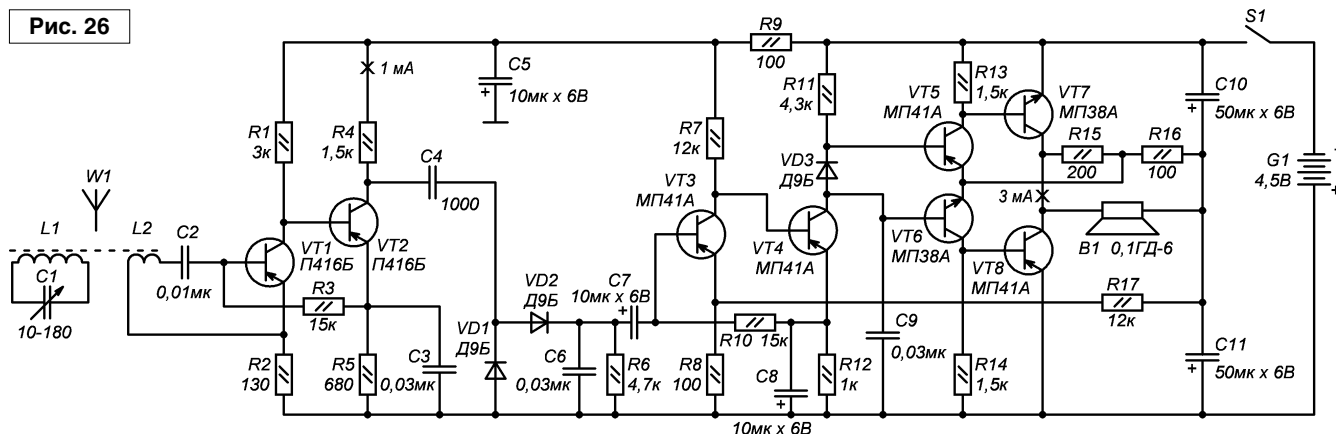 Рис. 26
S1
R9
100
1 мА
C5
10мк x 6В
R11
4,3к
R13
1,5к
VT5
МП41А
VT7
МП38А
C10
50мк x 6В
R1
3к
R4
1,5к
C4
1000
R7
12к
VD3
Д9Б
R15
200
R16
100
G1
4,5В
W1
L1
L2
C2
0,01мк
VT1
П416Б
VT2
П416Б
VT3
МП41А
VT4
МП41А
VT6
МП38А
3 мА
VT8
МП41А
B1 0,1ГД-6
C1
10-180
R3
15к
VD2
Д9Б
C7
10мк x 6В
R17
12к
VD1
Д9Б
R10 15к
C9
0,03мк
R2
130
R5
680
C3
0,03мк
C6
0,03мк
R6
4,7к
R8
100
C8
10мк x 6В
R12
1к
R14
1,5к
C11
50мк x 6В